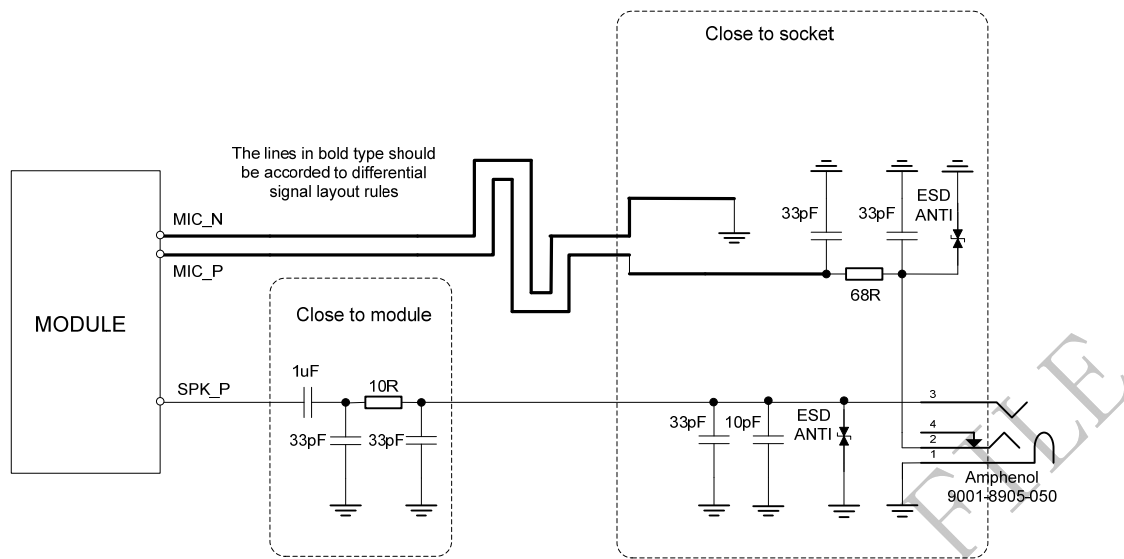 Close to socket
The lines in bold type should
be accorded to differential
signal layout rules
MIC_N
MIC_P
MODULE
33pF
33pF
ESD
ANTI
68R
Close to module
SPK_P
1uF
10R
33pF
33pF
33pF
10pF
ESD
ANTI
3
4
2
1
Amphenol
9001-8905-050
FILE